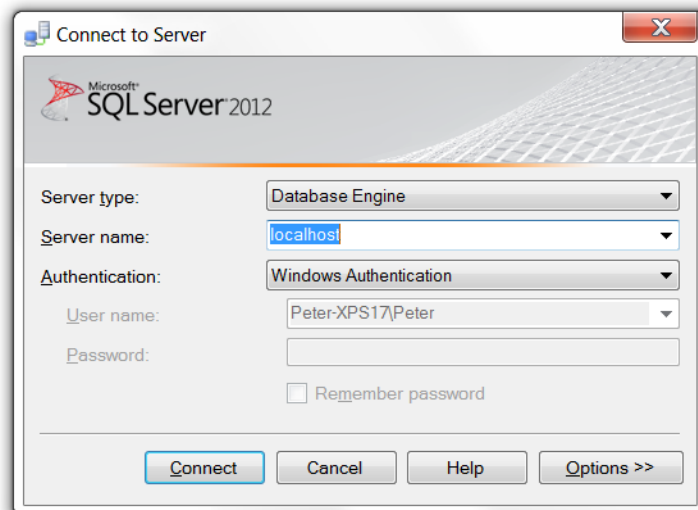 Connect to Server
X
Microsoft®
SQL Server® 2012
Server type: Database Engine
Server name: localhost
Authentication: Windows Authentication
User name: Peter-XPS17\Peter
Password:
Remember password
Connect Cancel Help Options >>